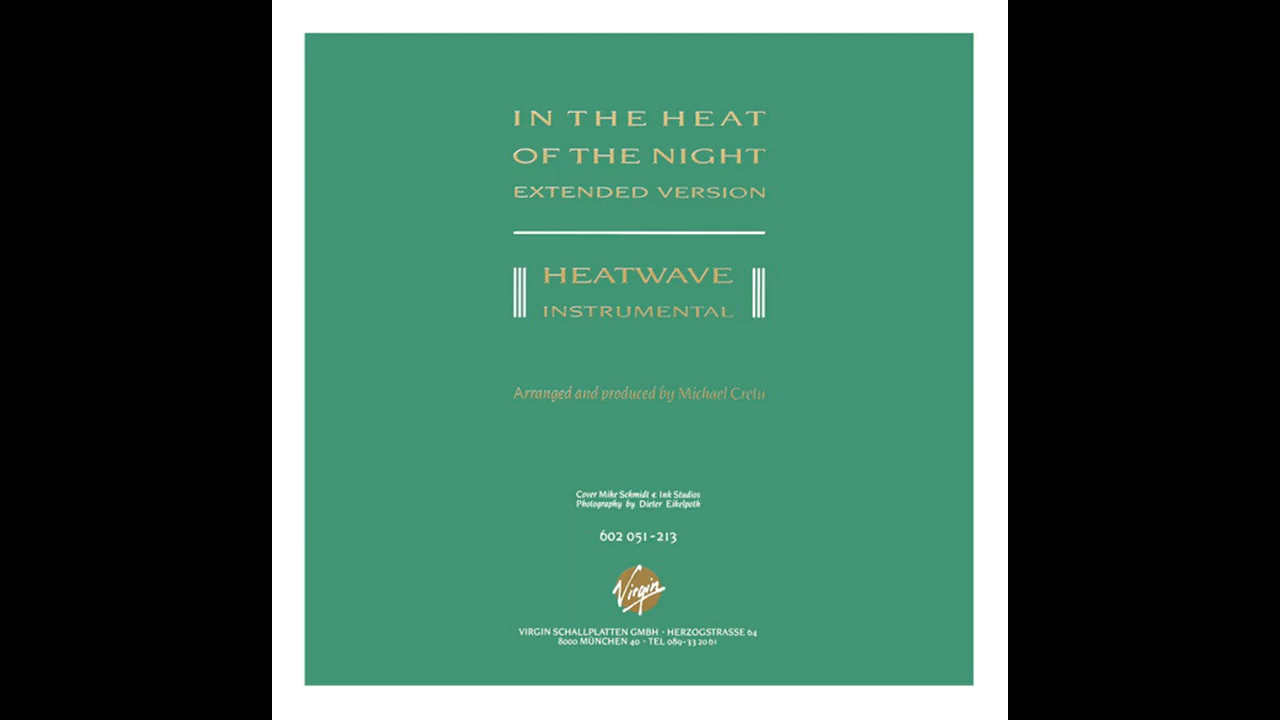 IN THE HEAT
OF THE NIGHT
EXTENDED VERSION
HEATWAVE
INSTRUMENTAL
Arranged and produced by Michael Cretu
Cover Mike Schmidt & Ink Studios
Photography by Dieter Eikelpoth
602 051-213
Virgin
VIRGIN SCHALLPLATTEN GMBH · HERZOGSTRASSE 64
8000 MÜNCHEN 40 · TEL 089-33 20 61